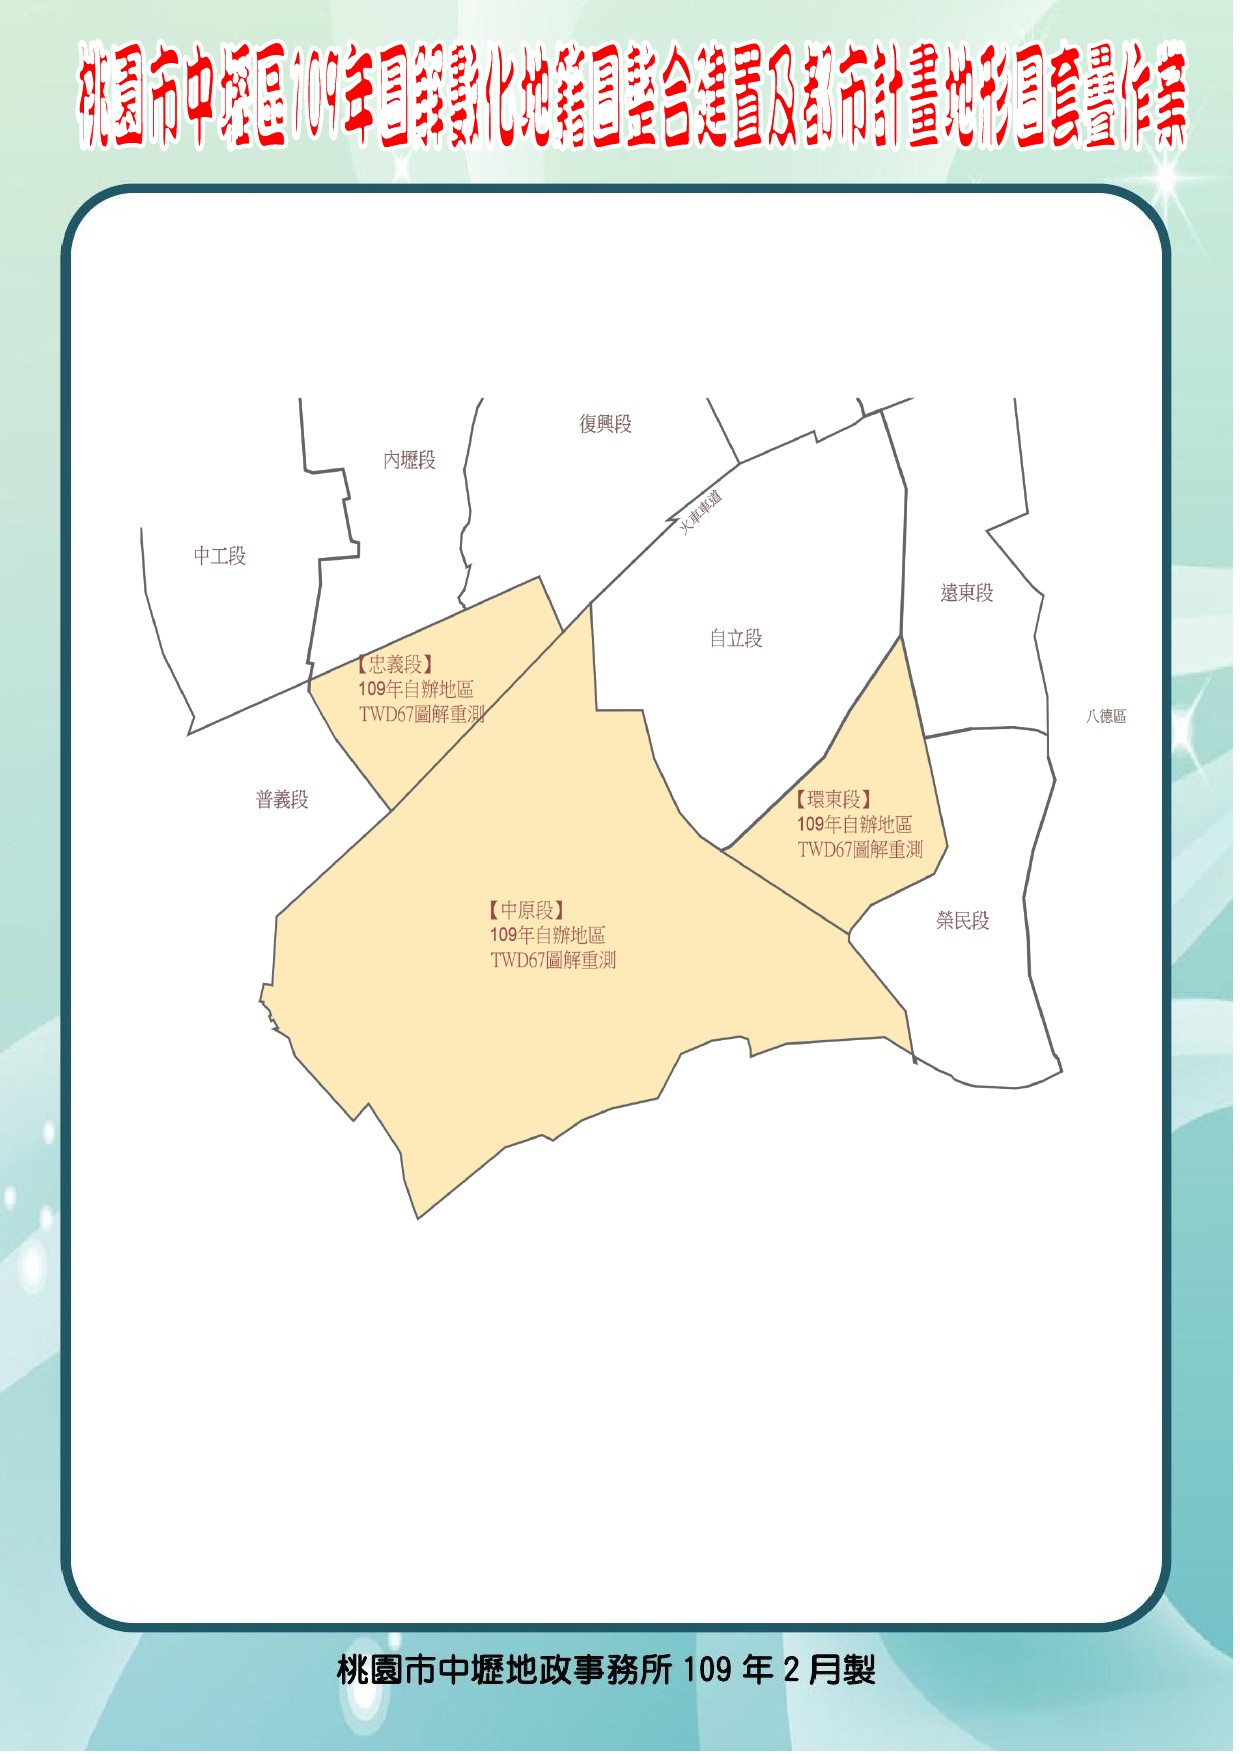 桃園市中壢區109年圖解數化地籍圖整合建置及都市計畫地形圖套疊作業
復興段
內壢段
火車車道
中工段
遠東段
自立段
【忠義段】
109年自辦地區
TWD67圖解重測
八德區
普義段
【環東段】
109年自辦地區
TWD67圖解重測
【中原段】
109年自辦地區
TWD67圖解重測
榮民段
桃園市中壢地政事務所 109 年 2 月製